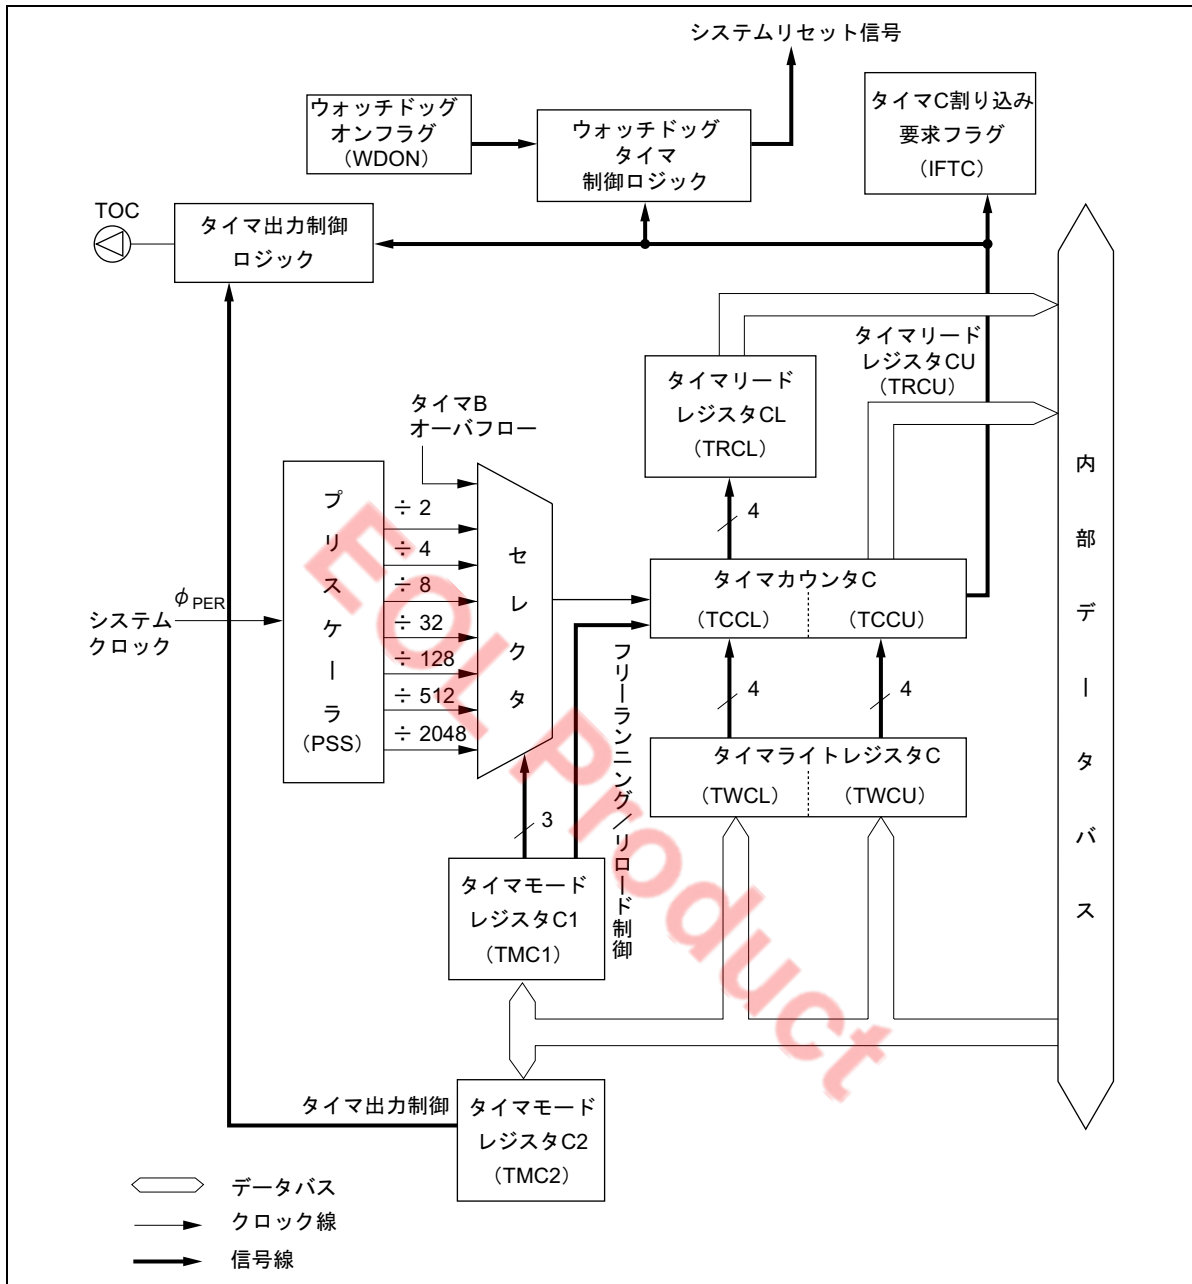 システムリセット信号
ウォッチドッグ
オンフラグ
（WDON）
ウォッチドッグ
タイマ
制御ロジック
タイマC割り込み
要求フラグ
（IFTC）
TOC
タイマ出力制御
ロジック
タイマリード
レジスタCU
（TRCU）
タイマリード
レジスタCL
（TRCL）
タイマB
オーバフロー
プリスケーラ
（PSS）
÷ 2
÷ 4
÷ 8
÷ 32
÷ 128
÷ 512
÷ 2048
セレクタ
4
タイマカウンタC
（TCCL）
（TCCU）
φPER
システム
クロック
フリーランニング／リロード制御
4
4
タイマライトレジスタC
（TWCL）
（TWCU）
3
タイマモード
レジスタC1
（TMC1）
内部データバス
タイマ出力制御
タイマモード
レジスタC2
（TMC2）
データバス
クロック線
信号線
EOL Product